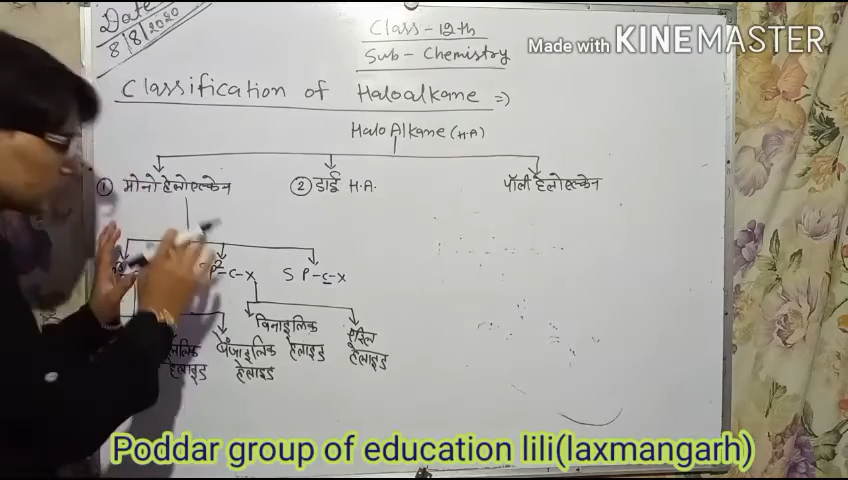 Date
8/8/2020
Class-12th
Sub- Chemistry
Made with KINEMASTER
Classification of Haloalkane =>
Halo Alkane (H.A)
① मोनो हेलोएल्केन ② डाई H.A. पॉली हेलोएल्केन
-C-X SP-C-X
विनाइलिक हेलाइड
एरिल हेलाइड
हेलाइड
बेंजाइलिक हेलाइड
Poddar group of education lili(laxmangarh)